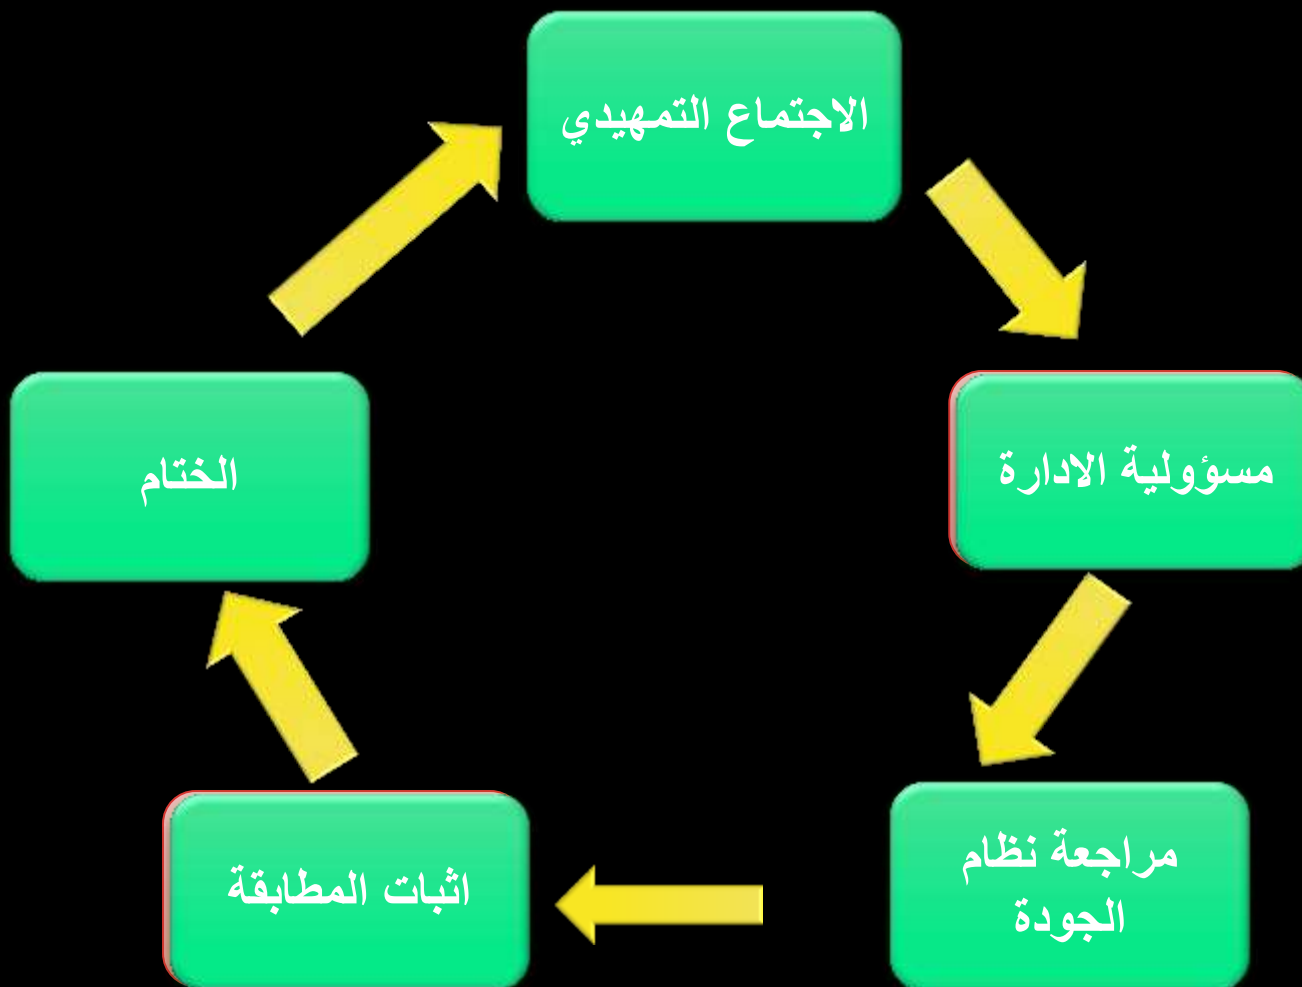 الاجتماع التمهيدي
مسؤولية الادارة
مراجعة نظام
الجودة
اثبات المطابقة
الختام